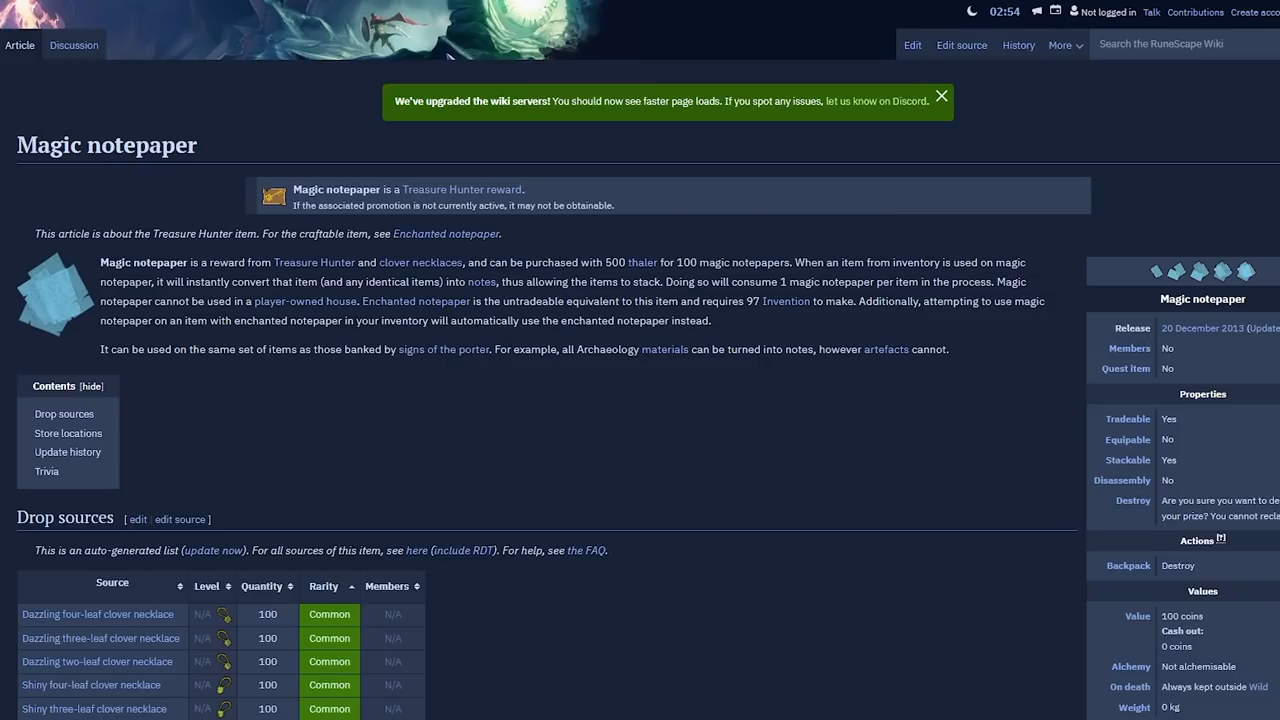 02:54 Not logged in Talk Contributions Create acco
Article Discussion Edit Edit source History More Search the RuneScape Wiki
We've upgraded the wiki servers! You should now see faster page loads. If you spot any issues, let us know on Discord.
Magic notepaper
Magic notepaper is a Treasure Hunter reward.
If the associated promotion is not currently active, it may not be obtainable.
This article is about the Treasure Hunter item. For the craftable item, see Enchanted notepaper.
Magic notepaper is a reward from Treasure Hunter and clover necklaces, and can be purchased with 500 thaler for 100 magic notepapers. When an item from inventory is used on magic
notepaper, it will instantly convert that item (and any identical items) into notes, thus allowing the items to stack. Doing so will consume 1 magic notepaper per item in the process. Magic
notepaper cannot be used in a player-owned house. Enchanted notepaper is the untradeable equivalent to this item and requires 97 Invention to make. Additionally, attempting to use magic
notepaper on an item with enchanted notepaper in your inventory will automatically use the enchanted notepaper instead.
It can be used on the same set of items as those banked by signs of the porter. For example, all Archaeology materials can be turned into notes, however artefacts cannot.
Contents [hide]
Drop sources
Store locations
Update history
Trivia
Drop sources [ edit | edit source ]
This is an auto-generated list (update now). For all sources of this item, see here (include RDT). For help, see the FAQ.
Source Level Quantity Rarity Members
Dazzling four-leaf clover necklace N/A 100 Common N/A
Dazzling three-leaf clover necklace N/A 100 Common N/A
Dazzling two-leaf clover necklace N/A 100 Common N/A
Shiny four-leaf clover necklace N/A 100 Common N/A
Shiny three-leaf clover necklace N/A 100 Common N/A
Magic notepaper
Release 20 December 2013 (Update
Members No
Quest item No
Properties
Tradeable Yes
Equipable No
Stackable Yes
Disassembly No
Destroy Are you sure you want to de
your prize? You cannot recla
Actions [?]
Backpack Destroy
Values
Value 100 coins
Cash out:
0 coins
Alchemy Not alchemisable
On death Always kept outside Wild
Weight 0 kg